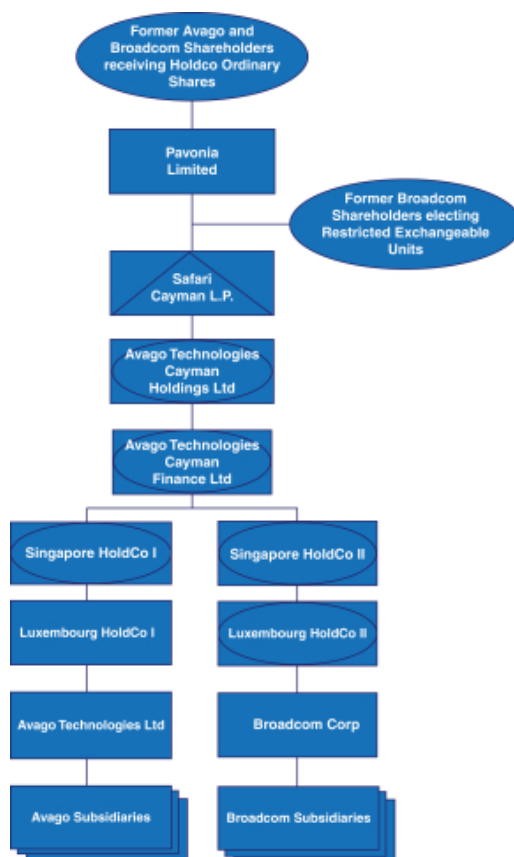 Former Avago and
Broadcom Shareholders
receiving Holdco Ordinary
Shares
Pavonia
Limited
Former Broadcom
Shareholders electing
Restricted Exchangeable
Units
Safari
Cayman L.P.
Avago Technologies
Cayman
Holdings Ltd
Avago Technologies
Cayman
Finance Ltd
Singapore HoldCo I
Singapore HoldCo II
Luxembourg HoldCo I
Luxembourg HoldCo II
Avago Technologies Ltd
Broadcom Corp
Avago Subsidiaries
Broadcom Subsidiaries